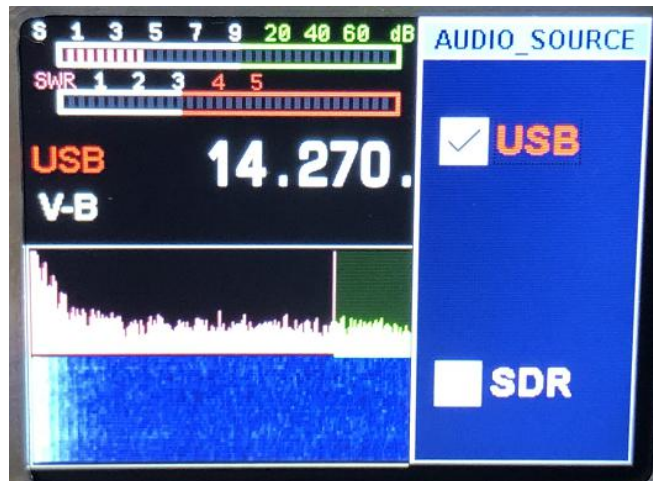 S 1 3 5 7 9 20 40 60 dB
SWR 1 2 3 4 5
USB 14.270.
V-B
AUDIO_SOURCE
USB
SDR